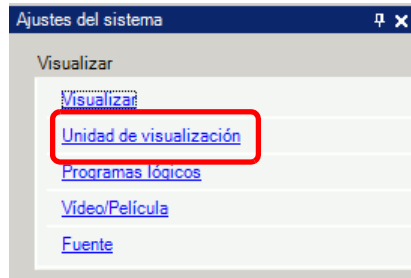 Ajustes del sistema
Visualizar
Visualizar
Unidad de visualización
Programas lógicos
Vídeo/Película
Fuente